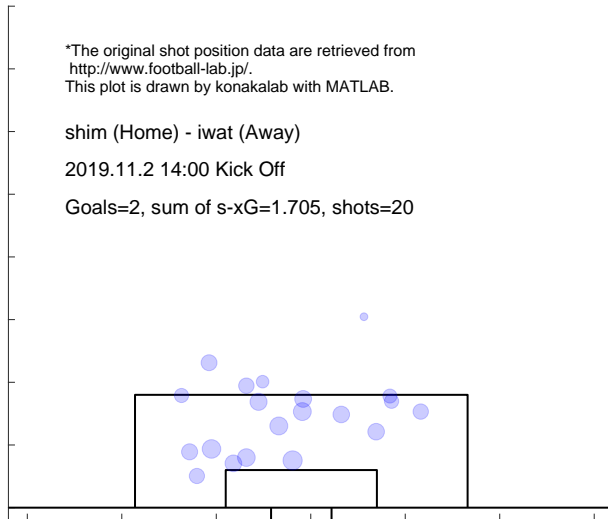 *The original shot position data are retrieved from
http://www.football-lab.jp/.
This plot is drawn by konakalab with MATLAB.
shim (Home) - iwat (Away)
2019.11.2 14:00 Kick Off
Goals=2, sum of s-xG=1.705, shots=20